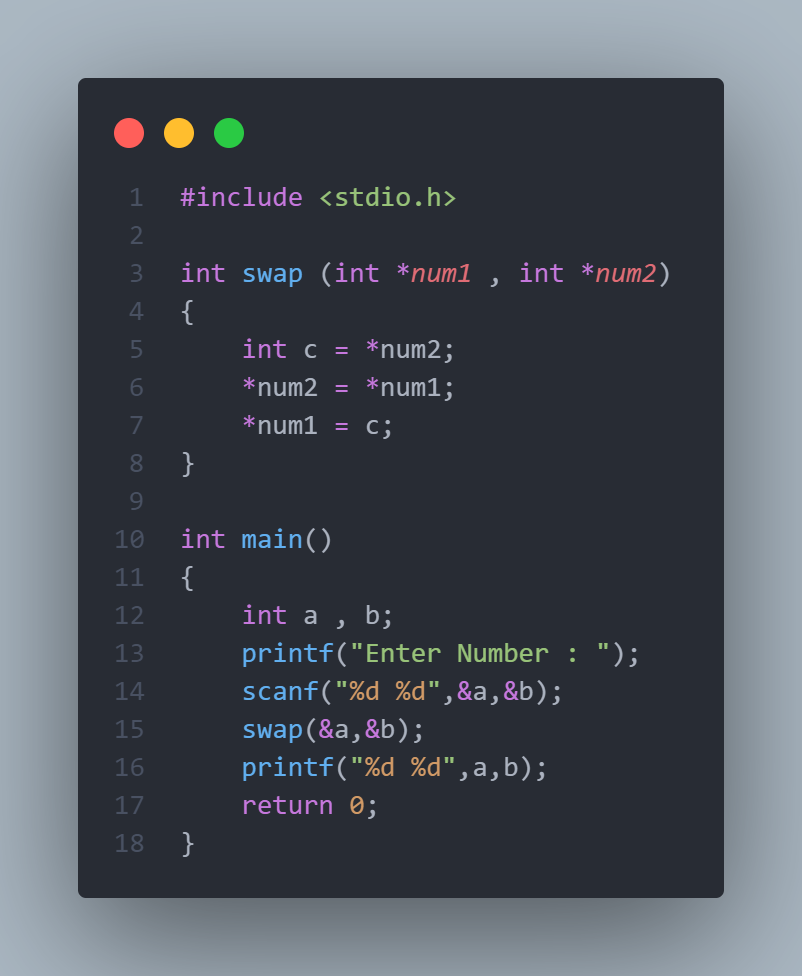 1 #include <stdio.h>
2
3 int swap (int *num1 , int *num2)
4 {
5     int c = *num2;
6     *num2 = *num1;
7     *num1 = c;
8 }
9
10 int main()
11 {
12     int a , b;
13     printf("Enter Number : ");
14     scanf("%d %d",&a,&b);
15     swap(&a,&b);
16     printf("%d %d",a,b);
17     return 0;
18 }